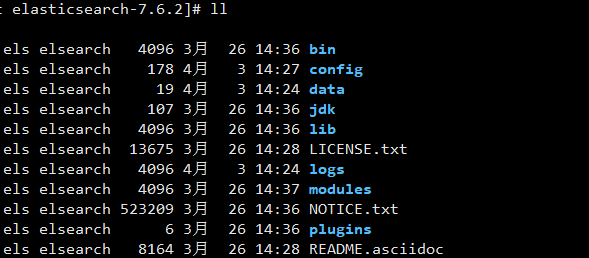 t elasticsearch-7.6.2]# ll
els elsearch 4096 3月 26 14:36 bin
els elsearch 178 4月 3 14:27 config
els elsearch 19 4月 3 14:24 data
els elsearch 107 3月 26 14:36 jdk
els elsearch 4096 3月 26 14:36 lib
els elsearch 13675 3月 26 14:28 LICENSE.txt
els elsearch 4096 4月 3 14:24 logs
els elsearch 4096 3月 26 14:37 modules
els elsearch 523209 3月 26 14:36 NOTICE.txt
els elsearch 6 3月 26 14:36 plugins
els elsearch 8164 3月 26 14:28 README.asciidoc